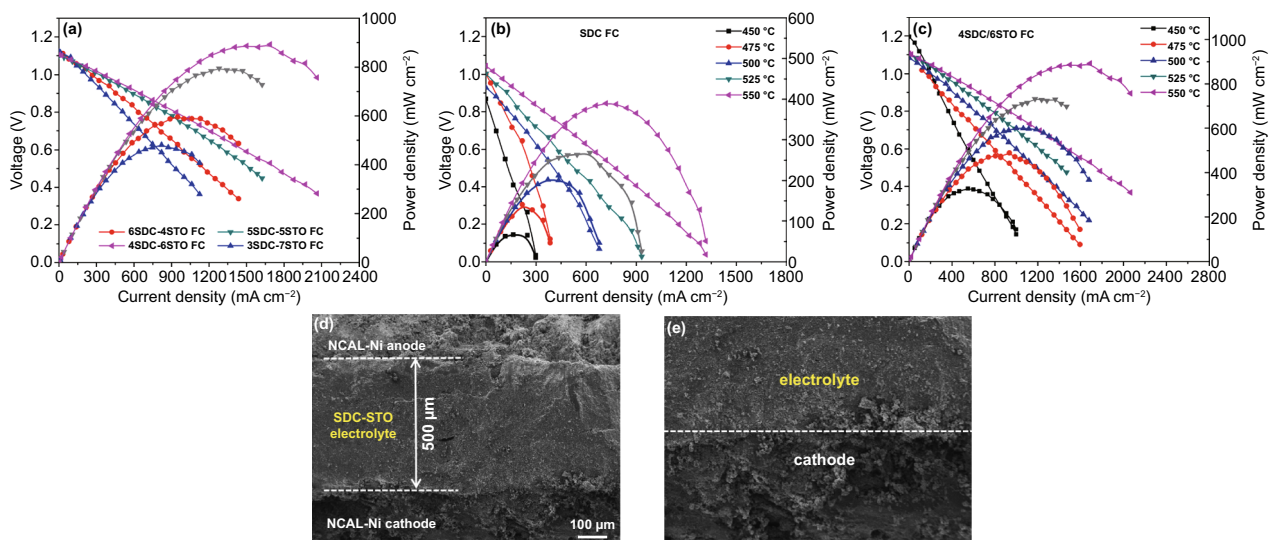 (a)
1.2
1.0
0.8
0.6
0.4
0.2
0.0
Voltage (V)
0
300
600
900
1200
1500
1800
2100
2400
Current density (mA cm⁻²)
1000
800
600
400
200
0
Power density (mW cm⁻²)
6SDC-4STO FC
5SDC-5STO FC
4SDC-6STO FC
3SDC-7STO FC
(b)
SDC FC
450 °C
475 °C
500 °C
525 °C
550 °C
1.2
1.0
0.8
0.6
0.4
0.2
0.0
Voltage (V)
0
300
600
900
1200
1500
1800
Current density (mA cm⁻²)
600
500
400
300
200
100
0
Power density (mW cm⁻²)
(c)
4SDC/6STO FC
450 °C
475 °C
500 °C
525 °C
550 °C
1.2
1.0
0.8
0.6
0.4
0.2
0.0
Voltage (V)
0
400
800
1200
1600
2000
2400
2800
Current density (mA cm⁻²)
1000
800
600
400
200
0
Power density (mW cm⁻²)
(d)
NCAL-Ni anode
SDC-STO
electrolyte
500 µm
NCAL-Ni cathode
100 µm
(e)
electrolyte
cathode